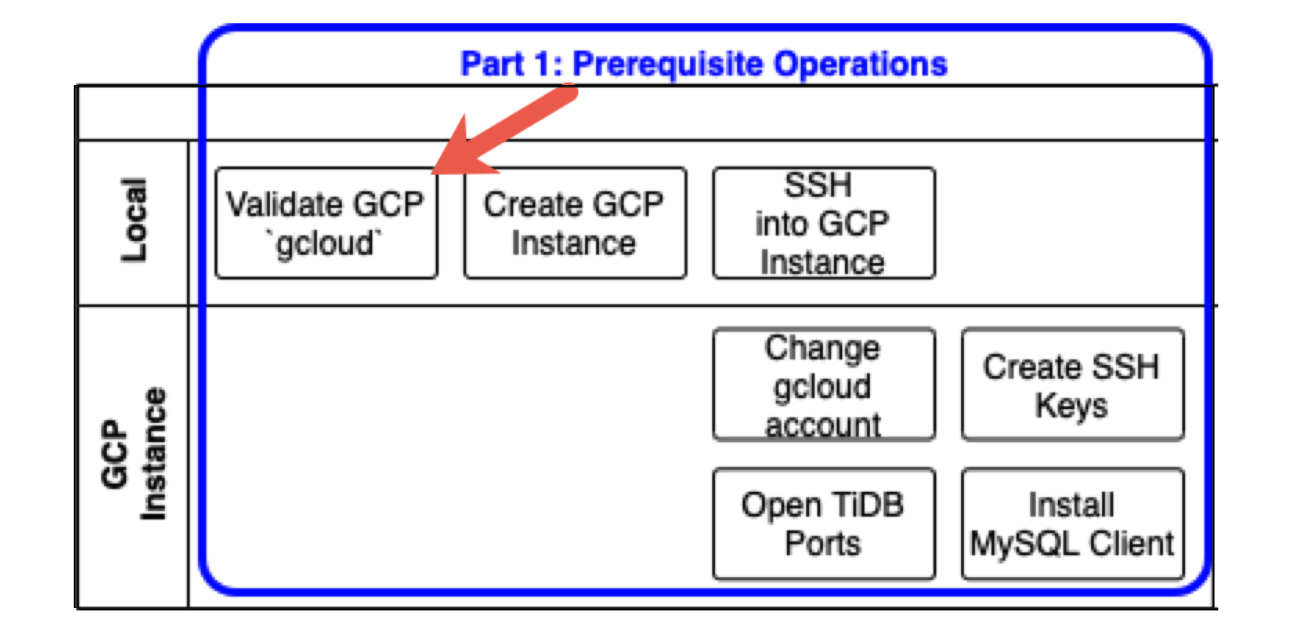 Part 1: Prerequisite Operations
Local
Validate GCP
`gcloud`
Create GCP
Instance
SSH
into GCP
Instance
GCP
Instance
Change
gcloud
account
Create SSH
Keys
Open TiDB
Ports
Install
MySQL Client